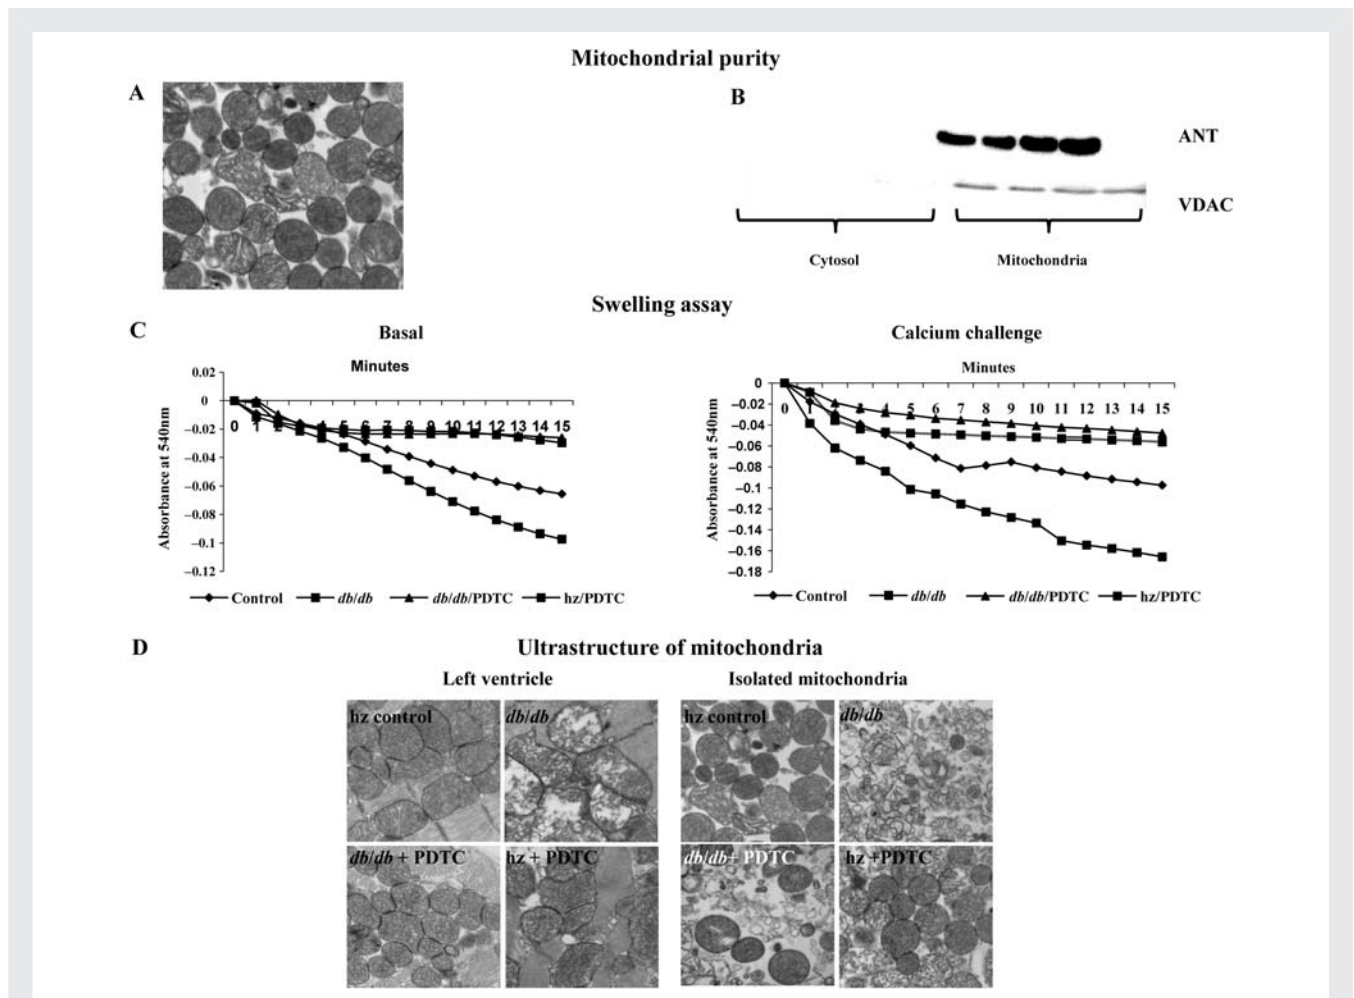 Mitochondrial purity
A
B
ANT
VDAC
Cytosol
Mitochondria
Swelling assay
C
Basal
Minutes
Absorbance at 540nm
0.02
0
–0.02
–0.04
–0.06
–0.08
–0.1
–0.12
0 1 2 3 4 5 6 7 8 9 10 11 12 13 14 15
Control
db/db
db/db/PDTC
hz/PDTC
Calcium challenge
Minutes
Absorbance at 540nm
0
–0.02
–0.04
–0.06
–0.08
–0.1
–0.12
–0.14
–0.16
–0.18
0 1 3 4 5 6 7 8 9 10 11 12 13 14 15
Control
db/db
db/db/PDTC
hz/PDTC
D
Ultrastructure of mitochondria
Left ventricle
Isolated mitochondria
hz control
db/db
hz control
db/db
db/db + PDTC
hz + PDTC
db/db+ PDTC
hz +PDTC